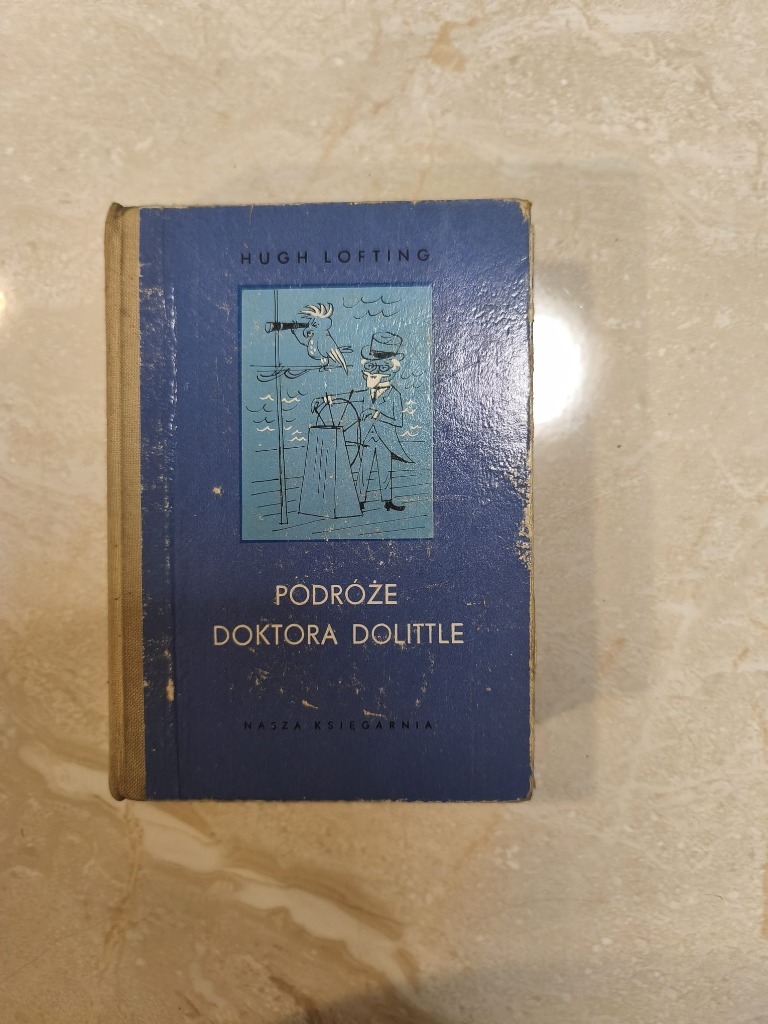 HUGH LOFTING
PODRÓŻE
DOKTORA DOLITTLE
NASZA KSIĘGARNIA